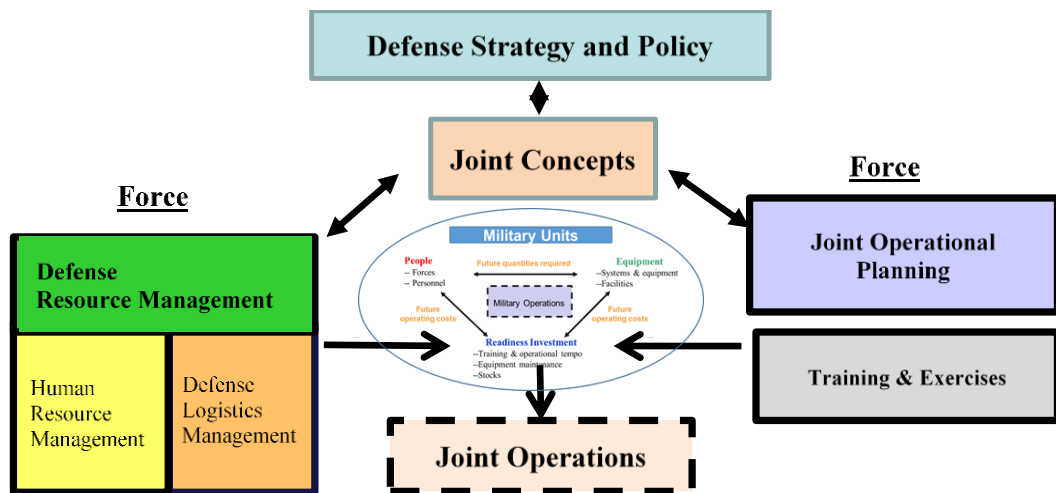 Defense Strategy and Policy
Joint Concepts
Force
Force
Defense
Resource Management
Human
Resource
Management
Defense
Logistics
Management
Military Units
People
-- Forces
-- Personnel
Future quantities required
Equipment
--Systems & equipment
--Facilities
Military Operations
Future
operating costs
Future
operating costs
Readiness Investment
--Training & operational tempo
--Equipment maintenance
--Stocks
Joint Operational
Planning
Training & Exercises
Joint Operations